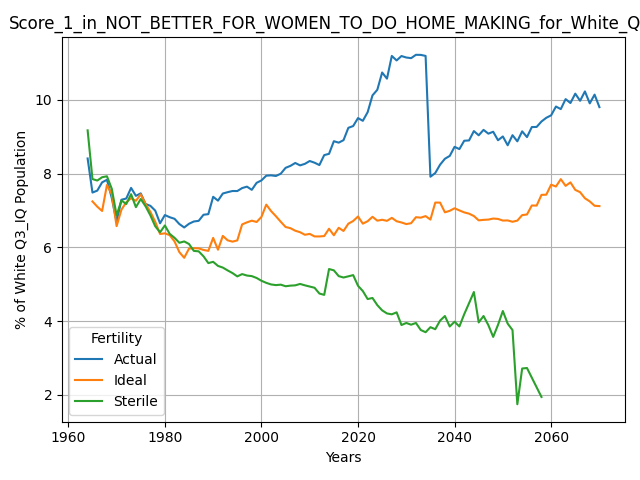 Score_1_in_NOT_BETTER_FOR_WOMEN_TO_DO_HOME_MAKING_for_White_Q
% of White Q3_IQ Population
10
8
6
4
2
Fertility
Actual
Ideal
Sterile
1960
1980
2000
2020
2040
2060
Years